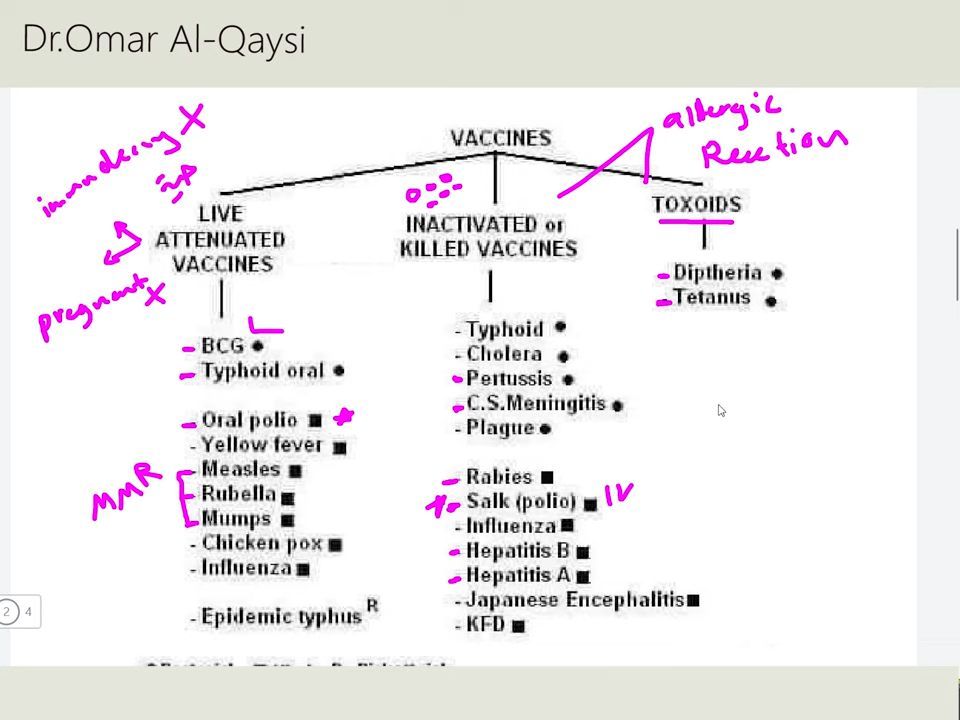 Dr.Omar Al-Qaysi
VACCINES
allergic
X
pregnant X
LIVE
ATTENUATED
VACCINES
- BCG ●
- Typhoid oral ●
- Oral polio ■
- Yellow fever ■
MMR
- Measles ■
- Rubella ■
- Mumps ■
- Chicken pox ■
- Influenza ■
- Epidemic typhus R
INACTIVATED or
KILLED VACCINES
- Typhoid ●
- Cholera ●
- Pertussis ●
- C.S.Meningitis ●
- Plague ●
- Rabies ■
- Salk (polio) ■ IV
- Influenza ■
- Hepatitis B ■
- Hepatitis A ■
- Japanese Encephalitis ■
- KFD ■
TOXOIDS
- Diptheria ●
- Tetanus ●
2 4